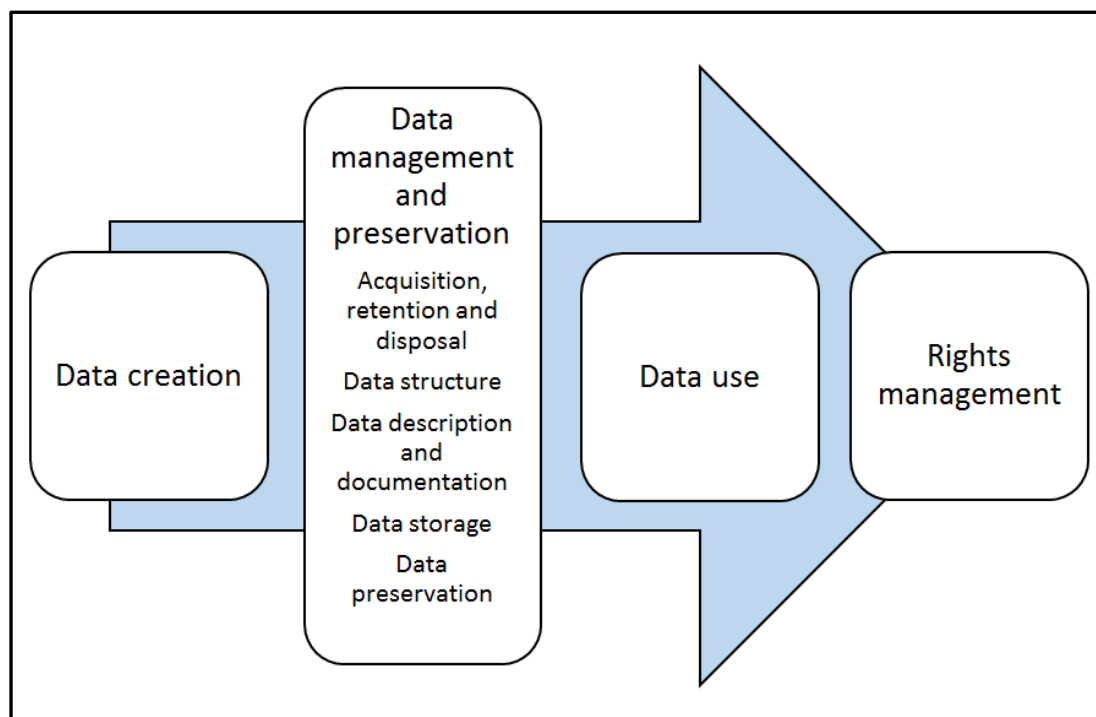 Data creation
Data
management
and
preservation
Acquisition,
retention and
disposal
Data structure
Data description
and
documentation
Data storage
Data
preservation
Data use
Rights
management